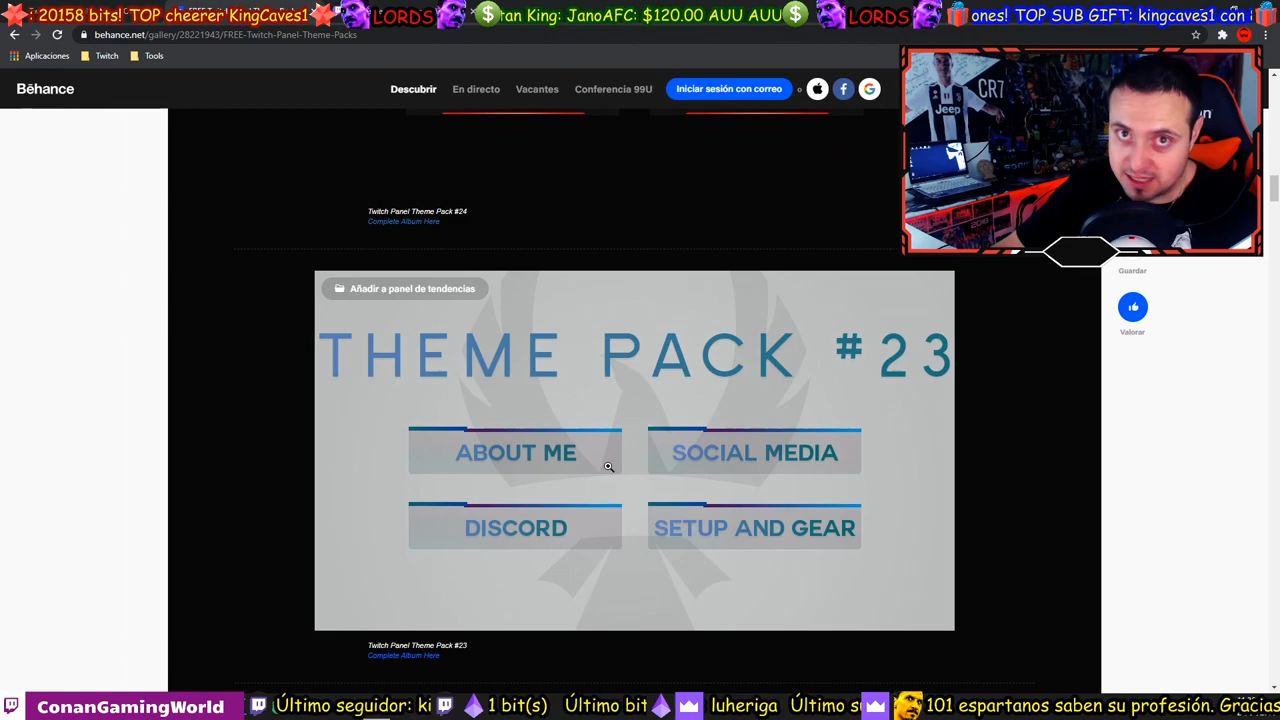 : 20158 bits! TOP cheerer'KingCaves1
LORDS
tan King: JanoAFC: $120.00 AUU AUU
LORDS
ones! TOP SUB GIFT: kingcaves1 con
behance.net/gallery/28221943/FREE-Twitch-Panel-Theme-Packs
Aplicaciones
Twitch
Tools
Bēhance
Descubrir
En directo
Vacantes
Conferencia 99U
Iniciar sesión con correo
o
CR7
Jeep
Twitch Panel Theme Pack #24
Complete Album Here
Guardar
Valorar
Añadir a panel de tendencias
THEME PACK #23
ABOUT ME
SOCIAL MEDIA
DISCORD
SETUP AND GEAR
Twitch Panel Theme Pack #23
Complete Album Here
ConanGamingWorld
Último seguidor: ki
1 bit(s)
Último bit
luheriga
Último s
101 espartanos saben su profesión. Gracias